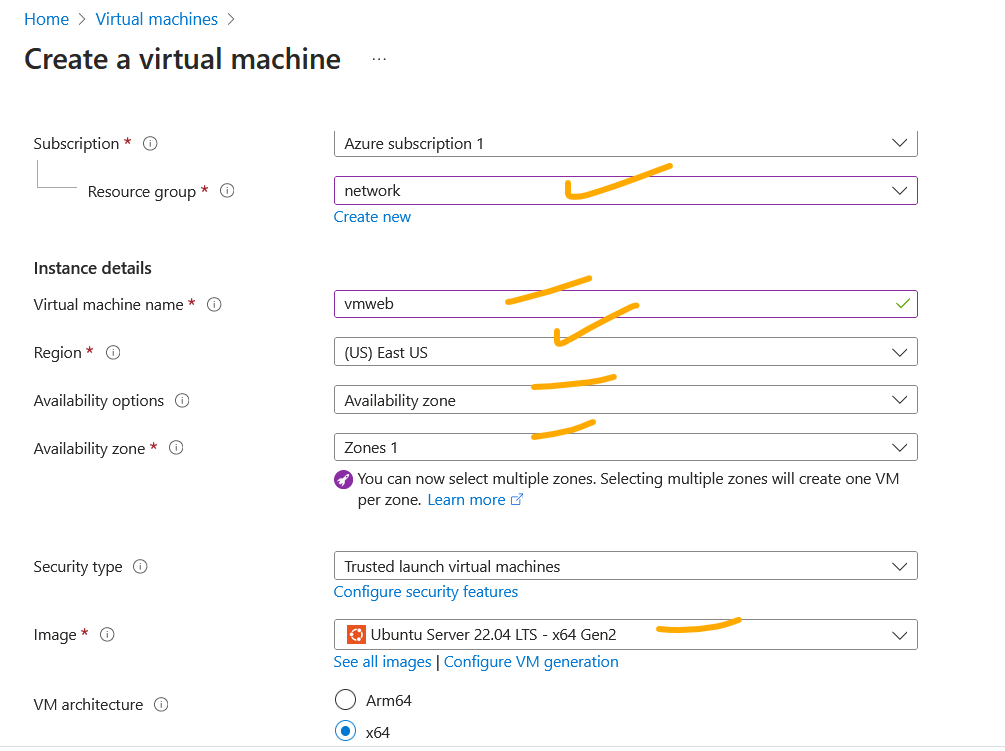 Home > Virtual machines >
Create a virtual machine ...
Subscription * Azure subscription 1
Resource group * network
Create new
Instance details
Virtual machine name * vmweb
Region * (US) East US
Availability options Availability zone
Availability zone * Zones 1
You can now select multiple zones. Selecting multiple zones will create one VM
per zone. Learn more
Security type Trusted launch virtual machines
Configure security features
Image * Ubuntu Server 22.04 LTS - x64 Gen2
See all images | Configure VM generation
VM architecture Arm64
x64